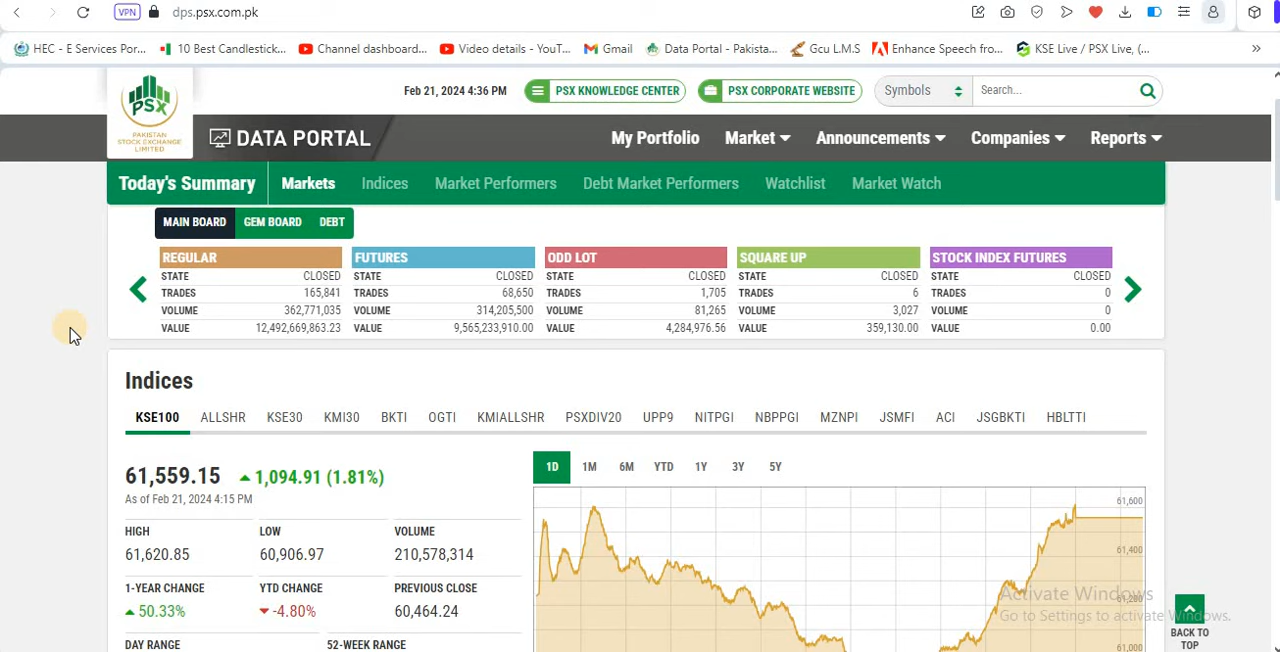 VPN dps.psx.com.pk
HEC - E Services Por... 10 Best Candlestick... Channel dashboard... Video details - YouT... Gmail Data Portal - Pakista... Gcu L.M.S Enhance Speech fro... KSE Live / PSX Live, (... »
PSX
PAKISTAN
STOCK EXCHANGE
LIMITED
Feb 21, 2024 4:36 PM PSX KNOWLEDGE CENTER PSX CORPORATE WEBSITE Symbols Search...
DATA PORTAL My Portfolio Market Announcements Companies Reports
Today's Summary Markets Indices Market Performers Debt Market Performers Watchlist Market Watch
MAIN BOARD GEM BOARD DEBT
REGULAR FUTURES ODD LOT SQUARE UP STOCK INDEX FUTURES
STATE CLOSED STATE CLOSED STATE CLOSED STATE CLOSED STATE CLOSED
TRADES 165,841 TRADES 68,650 TRADES 1,705 TRADES 6 TRADES 0
VOLUME 362,771,035 VOLUME 314,205,500 VOLUME 81,265 VOLUME 3,027 VOLUME 0
VALUE 12,492,669,863.23 VALUE 9,565,233,910.00 VALUE 4,284,976.56 VALUE 359,130.00 VALUE 0.00
Indices
KSE100 ALLSHR KSE30 KMI30 BKTI OGTI KMIALLSHR PSXDIV20 UPP9 NITPGI NBPPGI MZNPI JSMFI ACI JSGBKTI HBLTTI
61,559.15 1,094.91 (1.81%)
As of Feb 21, 2024 4:15 PM
HIGH LOW VOLUME
61,620.85 60,906.97 210,578,314
1-YEAR CHANGE YTD CHANGE PREVIOUS CLOSE
50.33% -4.80% 60,464.24
DAY RANGE 52-WEEK RANGE
1D 1M 6M YTD 1Y 3Y 5Y
61,600
61,400
61,200
61,000
Activate Windows
Go to Settings to activate Windows.
BACK TO
TOP